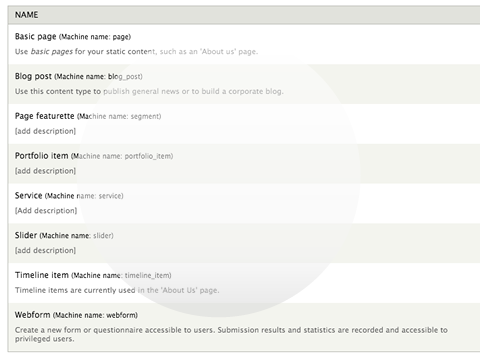 NAME
Basic page (Machine name: page)
Use basic pages for your static content, such as an 'About us' page.
Blog post (Machine name: blog_post)
Use this content type to publish general news or to build a corporate blog.
Page featurette (Machine name: segment)
[add description]
Portfolio item (Machine name: portfolio_item)
[add description]
Service (Machine name: service)
[Add description]
Slider (Machine name: slider)
[add description]
Timeline item (Machine name: timeline_item)
Timeline items are currently used in the 'About Us' page.
Webform (Machine name: webform)
Create a new form or questionnaire accessible to users. Submission results and statistics are recorded and accessible to
privileged users.